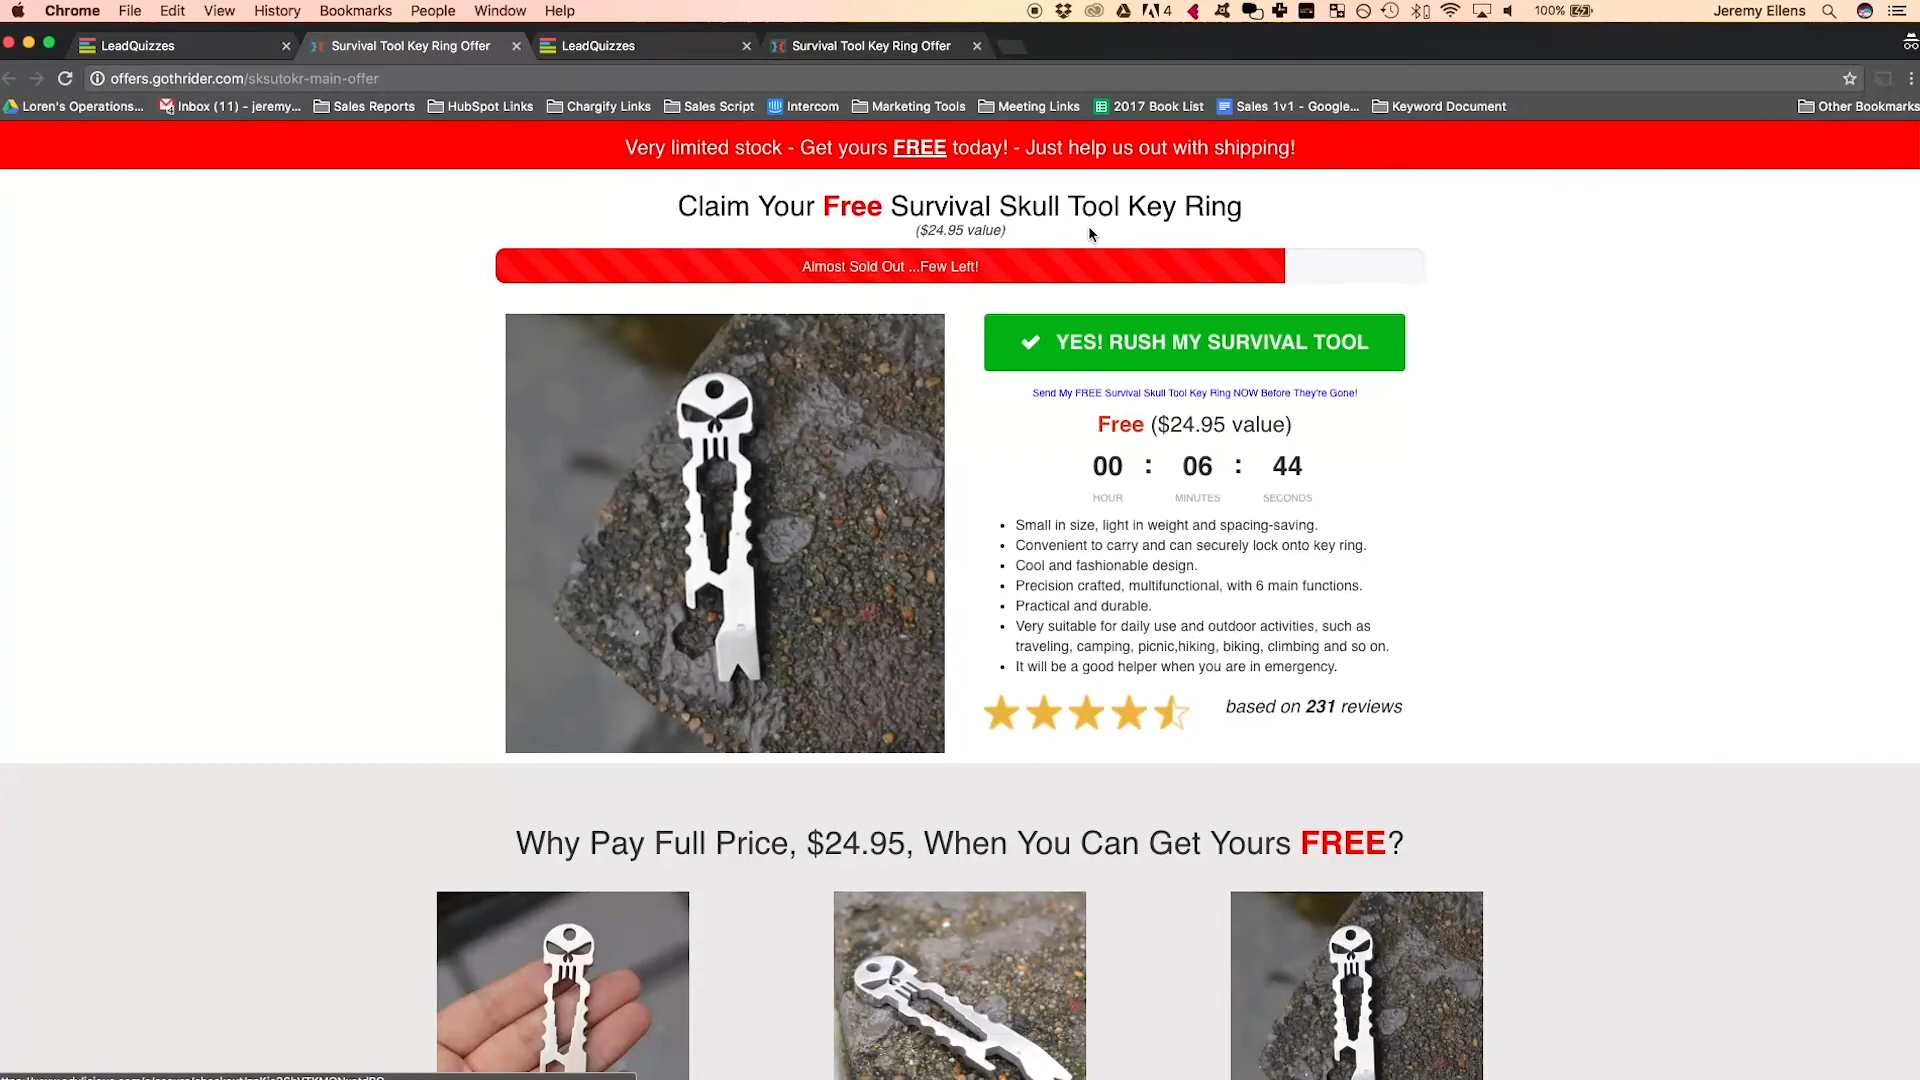 Chrome File Edit View History Bookmarks People Window Help 4 100% Jeremy Ellens
LeadQuizzes Survival Tool Key Ring Offer LeadQuizzes Survival Tool Key Ring Offer
offers.gothrider.com/sksutokr-main-offer
Loren's Operations... Inbox (11) - jeremy... Sales Reports HubSpot Links Chargify Links Sales Script Intercom Marketing Tools Meeting Links 2017 Book List Sales 1v1 - Google... Keyword Document Other Bookmarks
Very limited stock - Get yours FREE today! - Just help us out with shipping!
Claim Your Free Survival Skull Tool Key Ring
($24.95 value)
Almost Sold Out ...Few Left!
YES! RUSH MY SURVIVAL TOOL
Send My FREE Survival Skull Tool Key Ring NOW Before They're Gone!
Free ($24.95 value)
00 : 06 : 44
HOUR MINUTES SECONDS
• Small in size, light in weight and spacing-saving.
• Convenient to carry and can securely lock onto key ring.
• Cool and fashionable design.
• Precision crafted, multifunctional, with 6 main functions.
• Practical and durable.
• Very suitable for daily use and outdoor activities, such as
traveling, camping, picnic,hiking, biking, climbing and so on.
• It will be a good helper when you are in emergency.
based on 231 reviews
Why Pay Full Price, $24.95, When You Can Get Yours FREE?